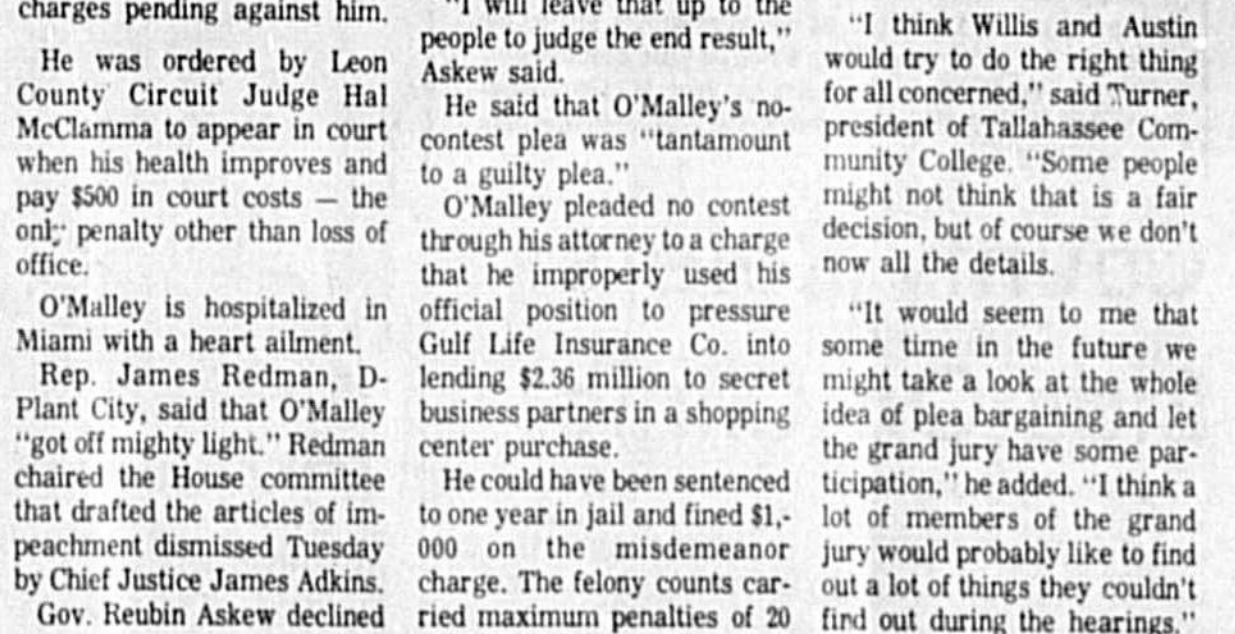 charges pending against him.
He was ordered by Leon
County Circuit Judge Hal
McClamma to appear in court
when his health improves and
pay $500 in court costs — the
only penalty other than loss of
office.
O'Malley is hospitalized in
Miami with a heart ailment.
Rep. James Redman, D-
Plant City, said that O'Malley
"got off mighty light." Redman
chaired the House committee
that drafted the articles of im-
peachment dismissed Tuesday
by Chief Justice James Adkins.
Gov. Reubin Askew declined
"I will leave that up to the
people to judge the end result,"
Askew said.
He said that O'Malley's no-
contest plea was "tantamount
to a guilty plea."
O'Malley pleaded no contest
through his attorney to a charge
that he improperly used his
official position to pressure
Gulf Life Insurance Co. into
lending $2.36 million to secret
business partners in a shopping
center purchase.
He could have been sentenced
to one year in jail and fined $1,-
000 on the misdemeanor
charge. The felony counts car-
ried maximum penalties of 20
"I think Willis and Austin
would try to do the right thing
for all concerned," said Turner,
president of Tallahassee Com-
munity College. "Some people
might not think that is a fair
decision, but of course we don't
now all the details.
"It would seem to me that
some time in the future we
might take a look at the whole
idea of plea bargaining and let
the grand jury have some par-
ticipation," he added. "I think a
lot of members of the grand
jury would probably like to find
out a lot of things they couldn't
find out during the hearings."